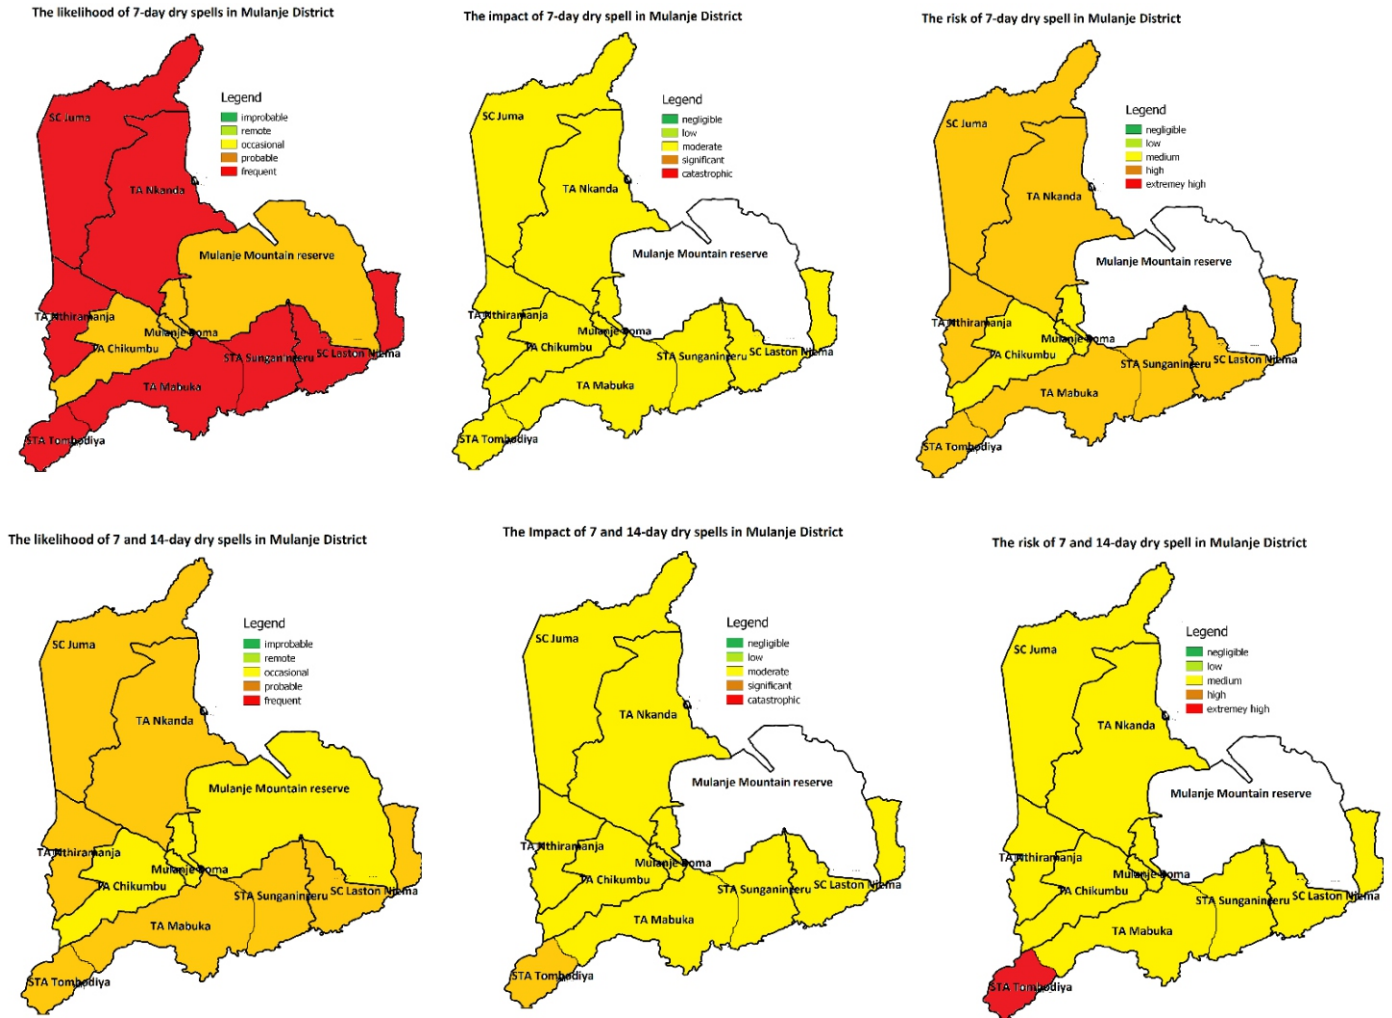 The likelihood of 7-day dry spells in Mulanje District
Legend
improbable
remote
occasional
probable
frequent
SC Juma
TA Nkanda
Mulanje Mountain reserve
TA Nthiramanja
Mulanje Boma
TA Chikumbu
STA Sunganinperu
SC Laston Njema
TA Mabuka
STA Tombodiya
The impact of 7-day dry spell in Mulanje District
Legend
negligible
low
moderate
significant
catastrophic
SC Juma
TA Nkanda
Mulanje Mountain reserve
TA Nthiramanja
Mulanje Boma
TA Chikumbu
STA Sunganinperu
SC Laston Njema
TA Mabuka
STA Tombodiya
The risk of 7-day dry spell in Mulanje District
Legend
negligible
low
medium
high
extremey high
SC Juma
TA Nkanda
Mulanje Mountain reserve
TA Nthiramanja
Mulanje Boma
TA Chikumbu
STA Sunganinperu
SC Laston Njema
TA Mabuka
STA Tombodiya
The likelihood of 7 and 14-day dry spells in Mulanje District
Legend
improbable
remote
occasional
probable
frequent
SC Juma
TA Nkanda
Mulanje Mountain reserve
TA Nthiramanja
Mulanje Boma
TA Chikumbu
STA Sunganinperu
SC Laston Njema
TA Mabuka
STA Tombodiya
The Impact of 7 and 14-day dry spells in Mulanje District
Legend
negligible
low
moderate
significant
catastrophic
SC Juma
TA Nkanda
Mulanje Mountain reserve
TA Nthiramanja
Mulanje Boma
TA Chikumbu
STA Sunganinperu
SC Laston Njema
TA Mabuka
STA Tombodiya
The risk of 7 and 14-day dry spell in Mulanje District
Legend
negligible
low
medium
high
extremey high
SC Juma
TA Nkanda
Mulanje Mountain reserve
TA Nthiramanja
Mulanje Boma
TA Chikumbu
STA Sunganinperu
SC Laston Njema
TA Mabuka
STA Tombodiya